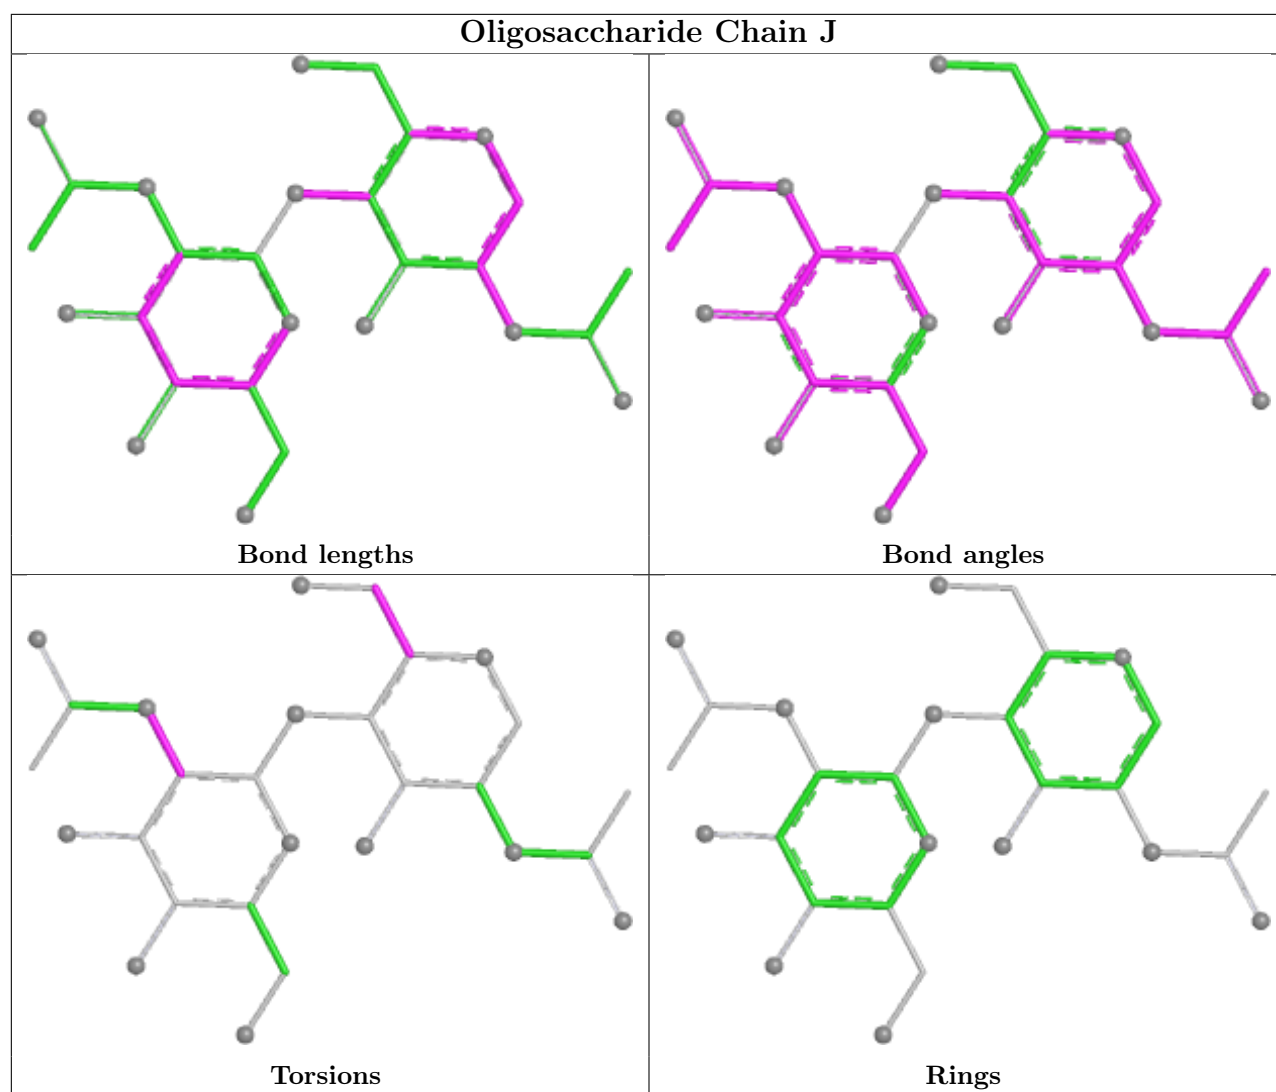 Oligosaccharide Chain J
Bond lengths
Bond angles
Torsions
Rings